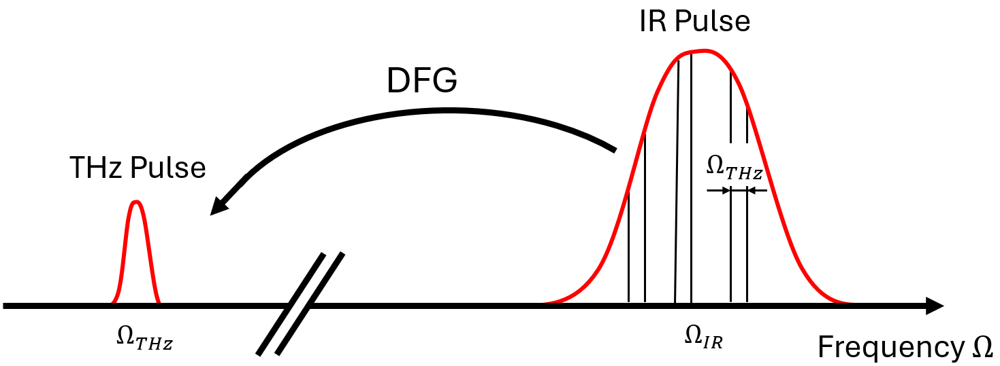 IR Pulse
DFG
THz Pulse
Ω_THz
Ω_THz
Ω_IR
Frequency Ω